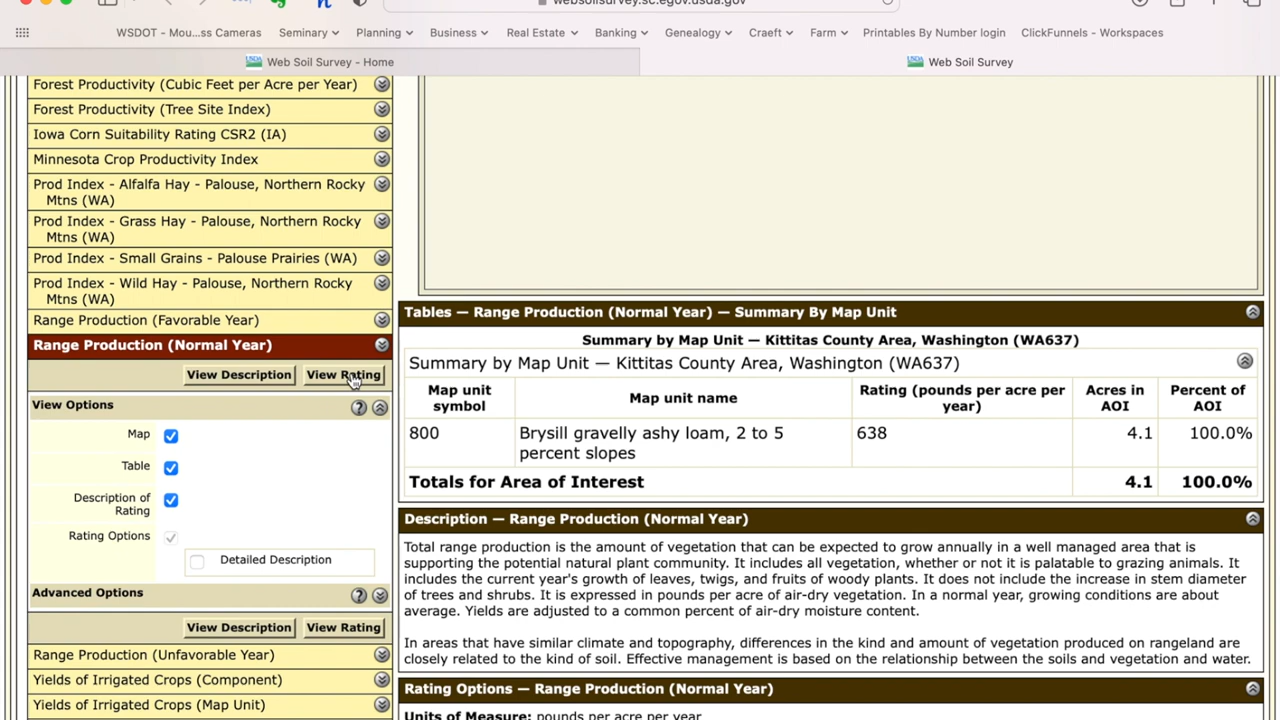 websoilsurvey.sc.egov.usda.gov
WSDOT - Mou...ss Cameras Seminary Planning Business Real Estate Banking Genealogy Craeft Farm Printables By Number login ClickFunnels - Workspaces
USDA Web Soil Survey - Home
USDA Web Soil Survey
Forest Productivity (Cubic Feet per Acre per Year)
Forest Productivity (Tree Site Index)
Iowa Corn Suitability Rating CSR2 (IA)
Minnesota Crop Productivity Index
Prod Index - Alfalfa Hay - Palouse, Northern Rocky
Mtns (WA)
Prod Index - Grass Hay - Palouse, Northern Rocky
Mtns (WA)
Prod Index - Small Grains - Palouse Prairies (WA)
Prod Index - Wild Hay - Palouse, Northern Rocky
Mtns (WA)
Range Production (Favorable Year)
Range Production (Normal Year)
View Description View Rating
View Options ?
Map
Table
Description of
Rating
Rating Options
Detailed Description
Advanced Options ?
View Description View Rating
Range Production (Unfavorable Year)
Yields of Irrigated Crops (Component)
Yields of Irrigated Crops (Map Unit)
Tables — Range Production (Normal Year) — Summary By Map Unit
Summary by Map Unit — Kittitas County Area, Washington (WA637)
Summary by Map Unit — Kittitas County Area, Washington (WA637)
Map unit symbol Map unit name Rating (pounds per acre per year) Acres in AOI Percent of AOI
800 Brysill gravelly ashy loam, 2 to 5 percent slopes 638 4.1 100.0%
Totals for Area of Interest 4.1 100.0%
Description — Range Production (Normal Year)
Total range production is the amount of vegetation that can be expected to grow annually in a well managed area that is
supporting the potential natural plant community. It includes all vegetation, whether or not it is palatable to grazing animals. It
includes the current year's growth of leaves, twigs, and fruits of woody plants. It does not include the increase in stem diameter
of trees and shrubs. It is expressed in pounds per acre of air-dry vegetation. In a normal year, growing conditions are about
average. Yields are adjusted to a common percent of air-dry moisture content.
In areas that have similar climate and topography, differences in the kind and amount of vegetation produced on rangeland are
closely related to the kind of soil. Effective management is based on the relationship between the soils and vegetation and water.
Rating Options — Range Production (Normal Year)
Units of Measure: pounds per acre per year